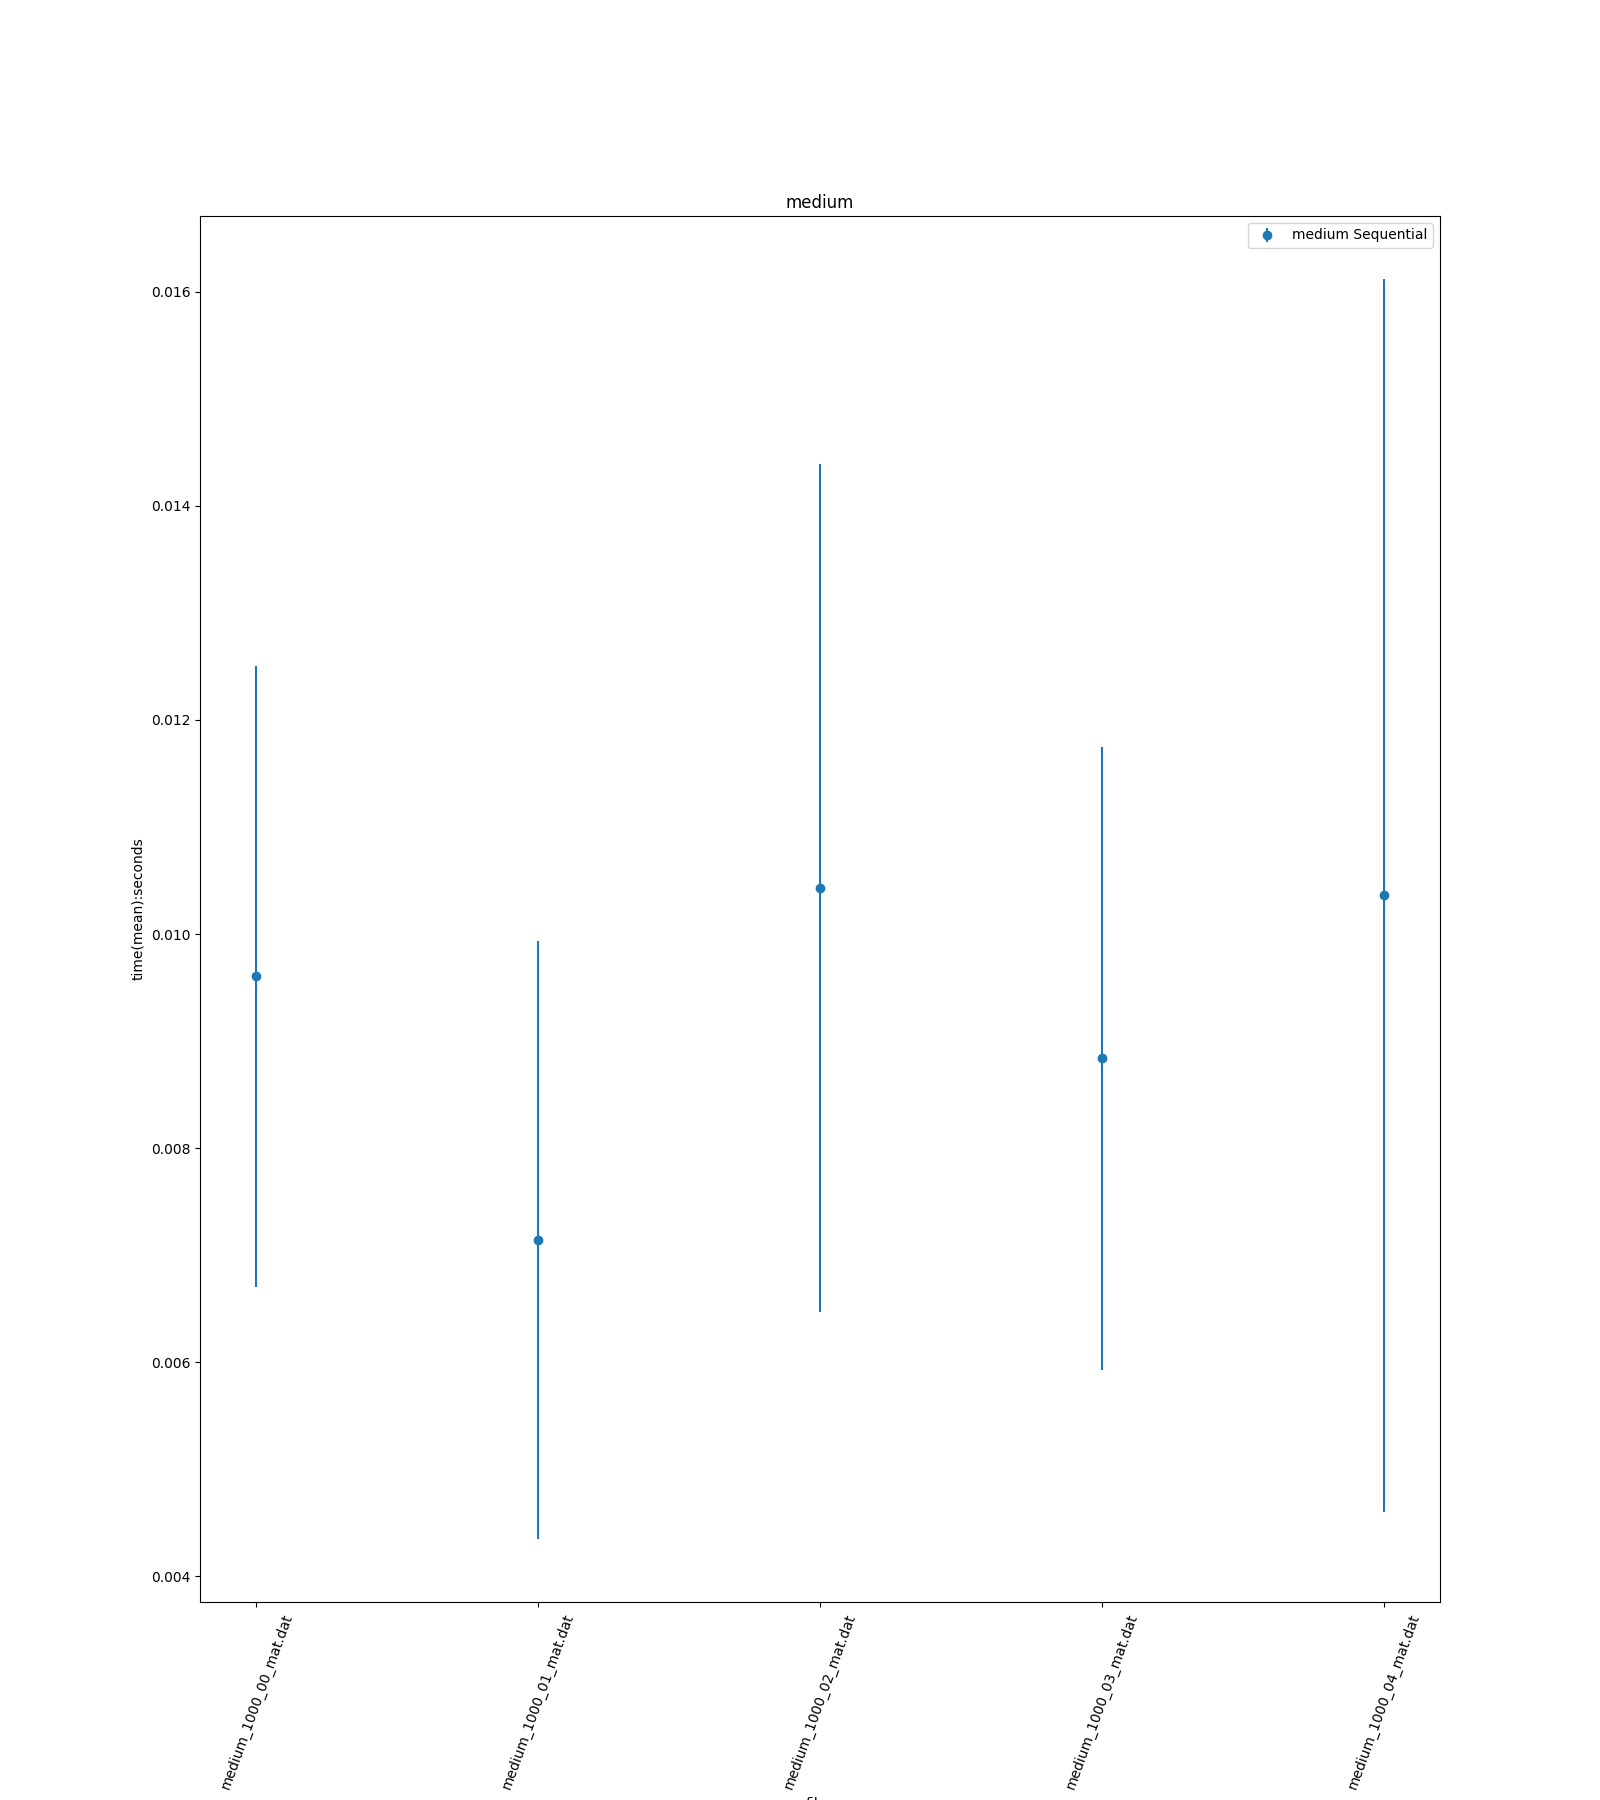 medium
medium Sequential
0.016
0.014
0.012
0.010
0.008
0.006
0.004
time(mean):seconds
medium_1000_00_mat.dat
medium_1000_01_mat.dat
medium_1000_02_mat.dat
medium_1000_03_mat.dat
medium_1000_04_mat.dat